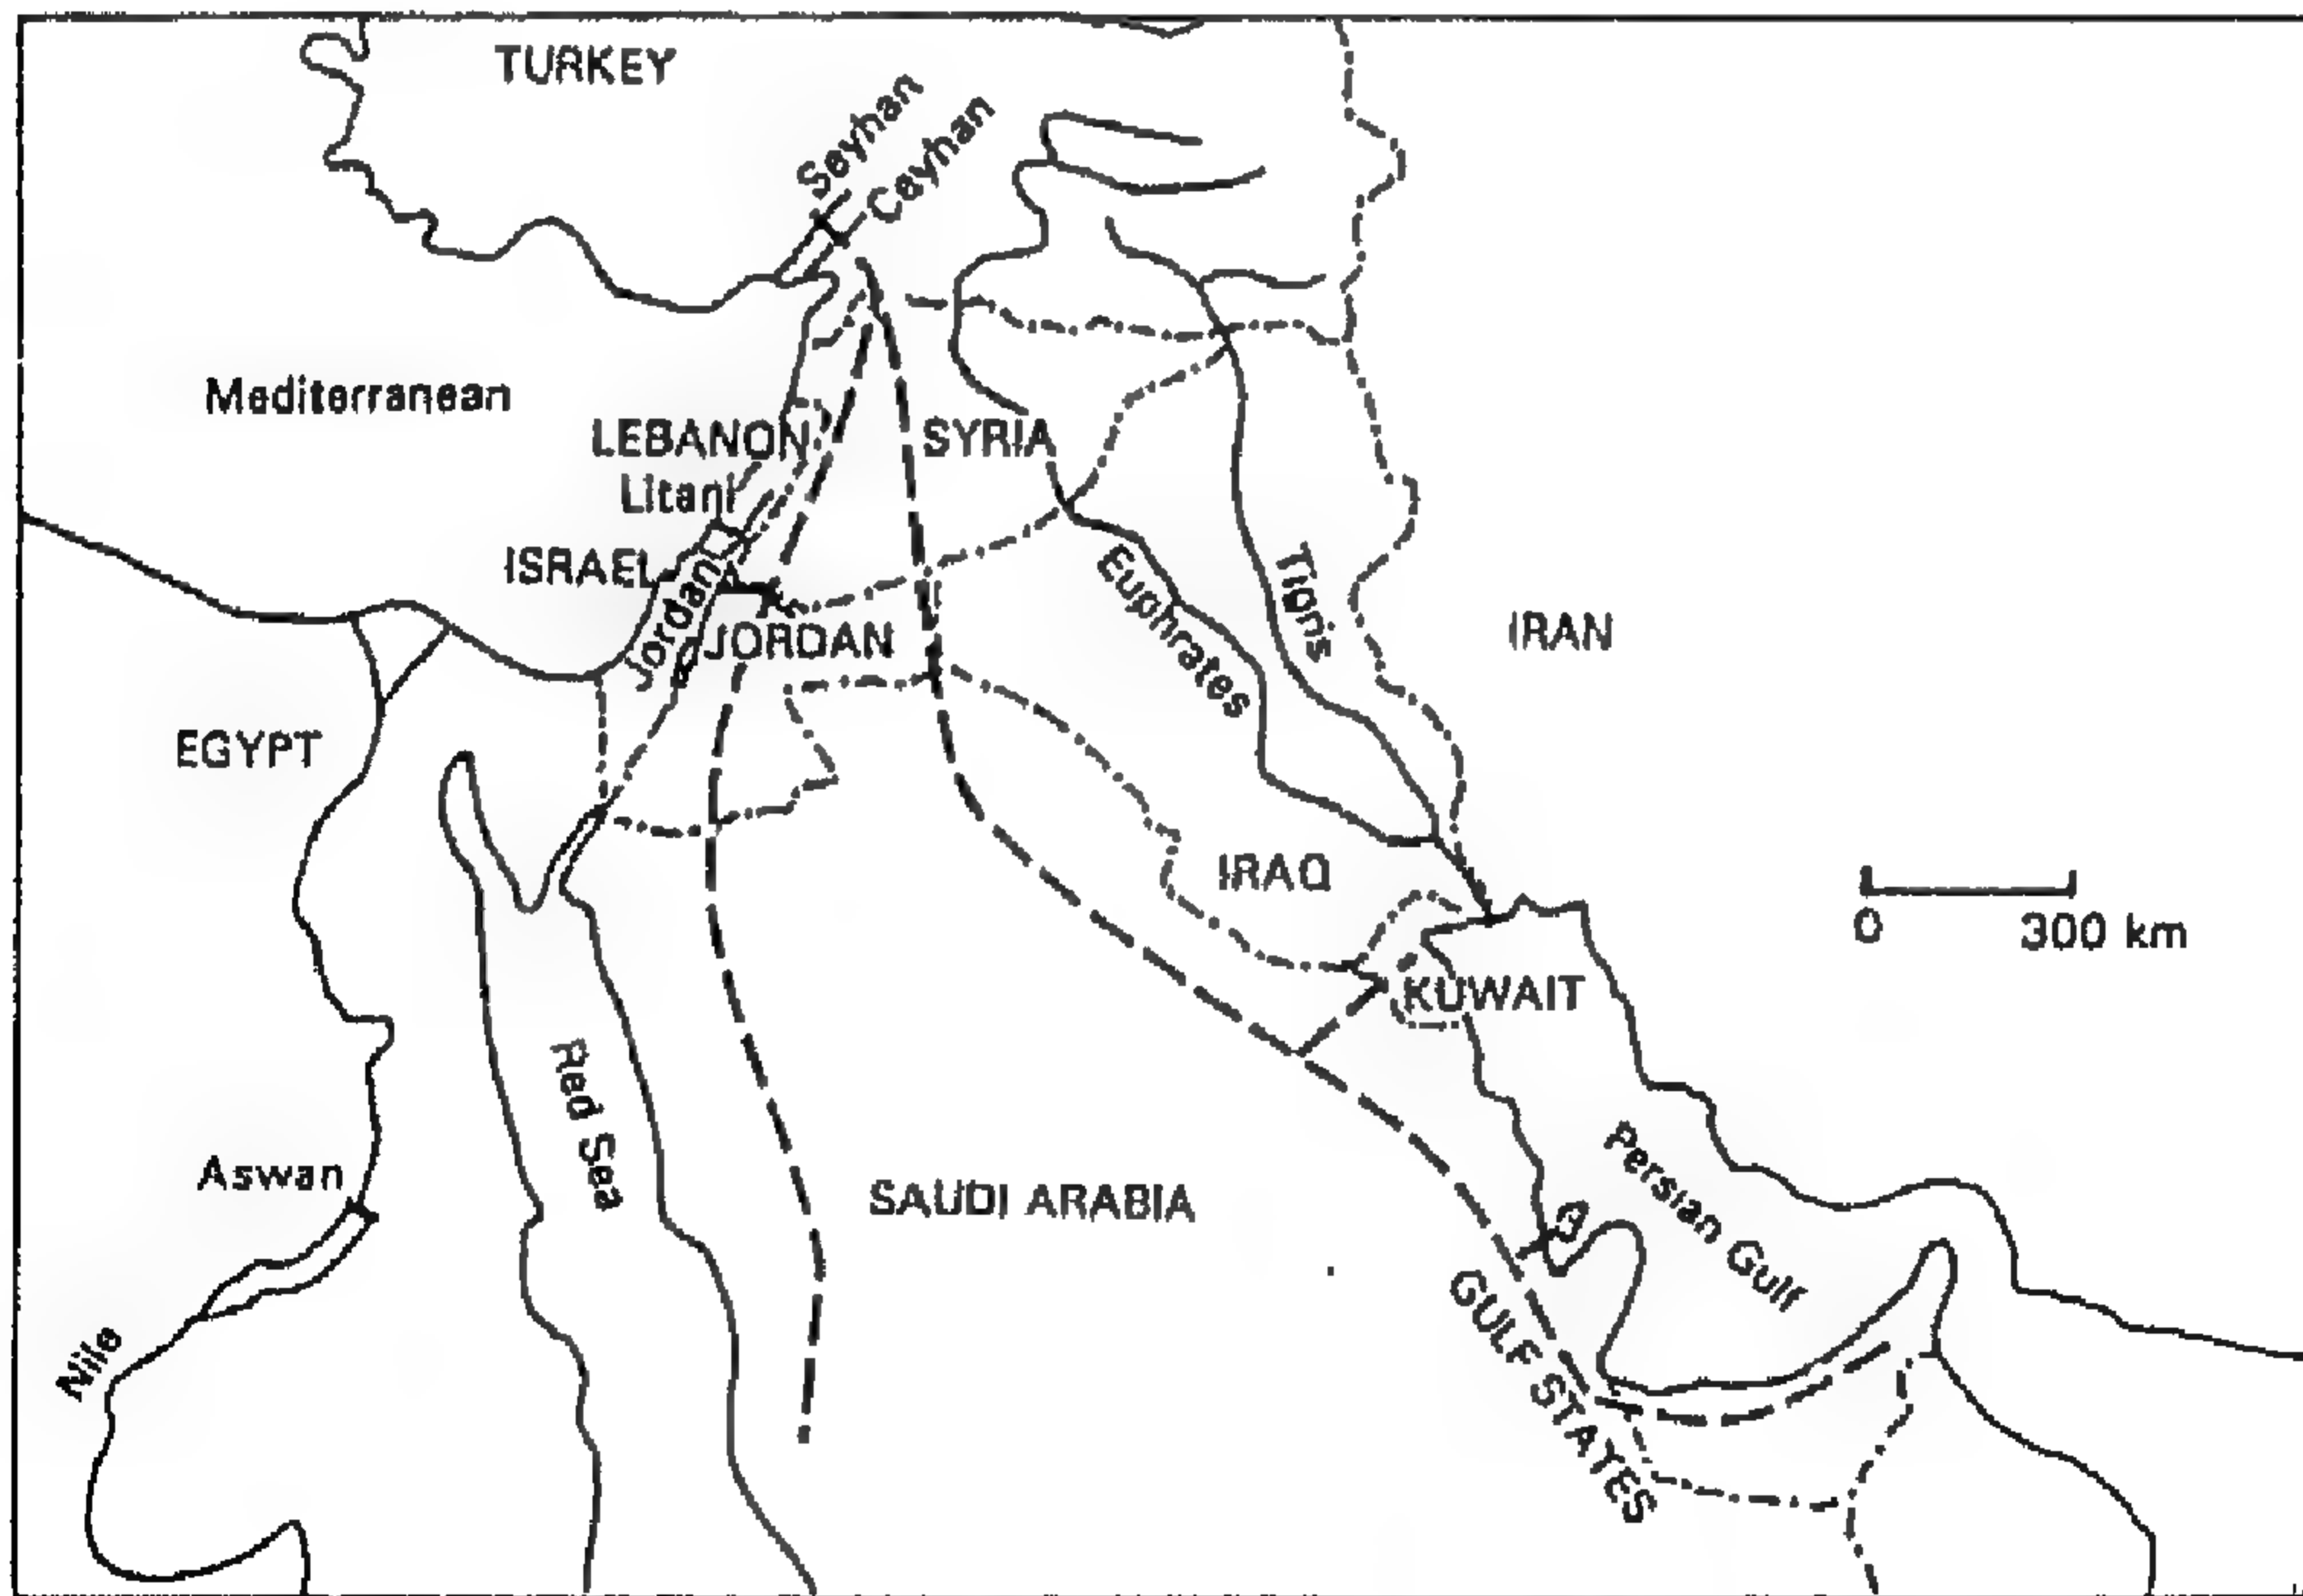 TURKEY
Seyhan
Ceyhan
Mediterranean
LEBANON
SYRIA
Litani
ISRAEL
Jordan
JORDAN
Euphrates
Tigris
IRAN
EGYPT
IRAQ
0 300 km
KUWAIT
Red Sea
Aswan
SAUDI ARABIA
Persian Gulf
GULF STATES
Nile